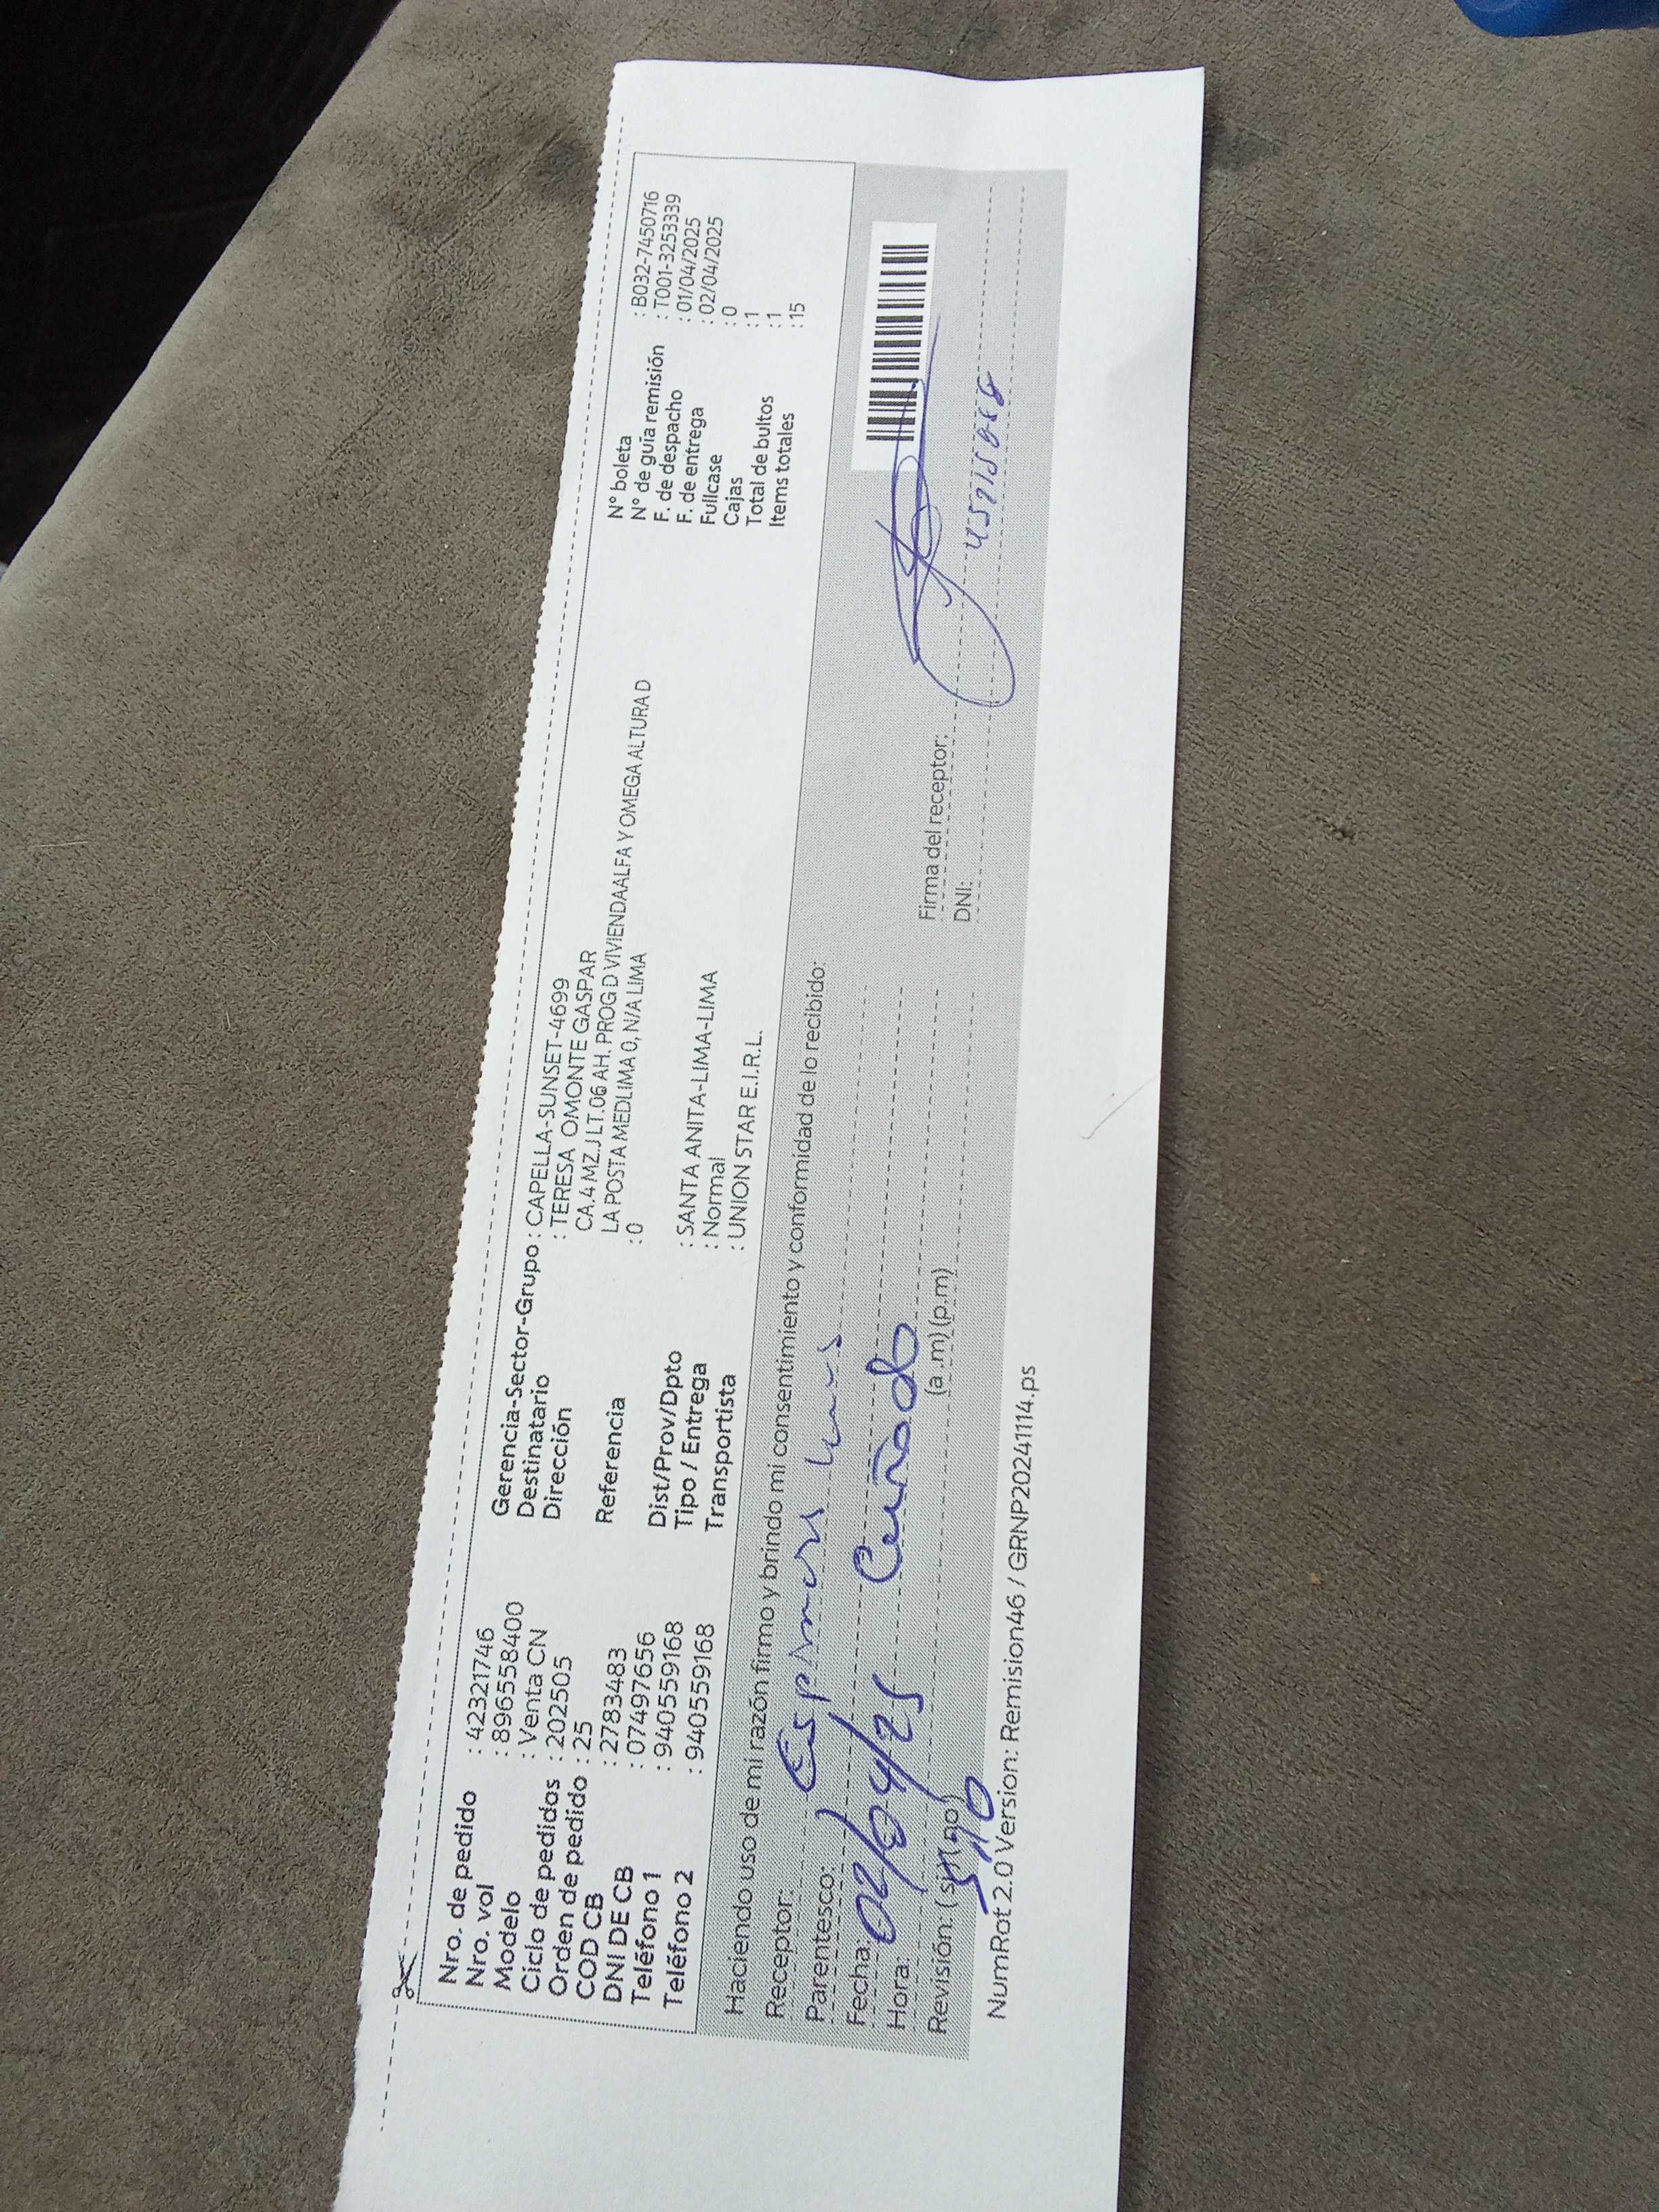 Nro. de pedido : 42321746
Nro. vol : 896558400
Modelo : Venta CN
Ciclo de pedidos : 202505
Orden de pedido : 25
COD CB : 2783483
DNI DE CB : 07497656
Teléfono 1 : 940559168
Teléfono 2 : 940559168
Gerencia-Sector-Grupo : CAPELLA-SUNSET-4699
Destinatario : TERESA OMONTE GASPAR
Dirección CA.4 MZ.J LT.06 AH. PROG D VIVIENDAALFA Y OMEGA ALTURA D
LA POSTA MEDLIMA 0, N/A LIMA
Referencia : 0
Dist/Prov/Dpto : SANTA ANITA-LIMA-LIMA
Tipo / Entrega : Normal
Transportista : UNION STAR E.I.R.L.
N° boleta : B032-7450716
N° de guía remisión : T001-3253339
F. de despacho : 01/04/2025
F. de entrega : 02/04/2025
Fullcase : 0
Cajas : 1
Total de bultos : 1
Items totales : 15
Haciendo uso de mi razón firmo y brindo mi consentimiento y conformidad de lo recibido:
Receptor:
Parentesco: Cuñado
Fecha: 02/04/25
Hora: (a.m) (p.m)
Revisión: (si) (no)
5:10
Firma del receptor:
DNI:
NumRot 2.0 Version: Remision46 / GRNP20241114.ps